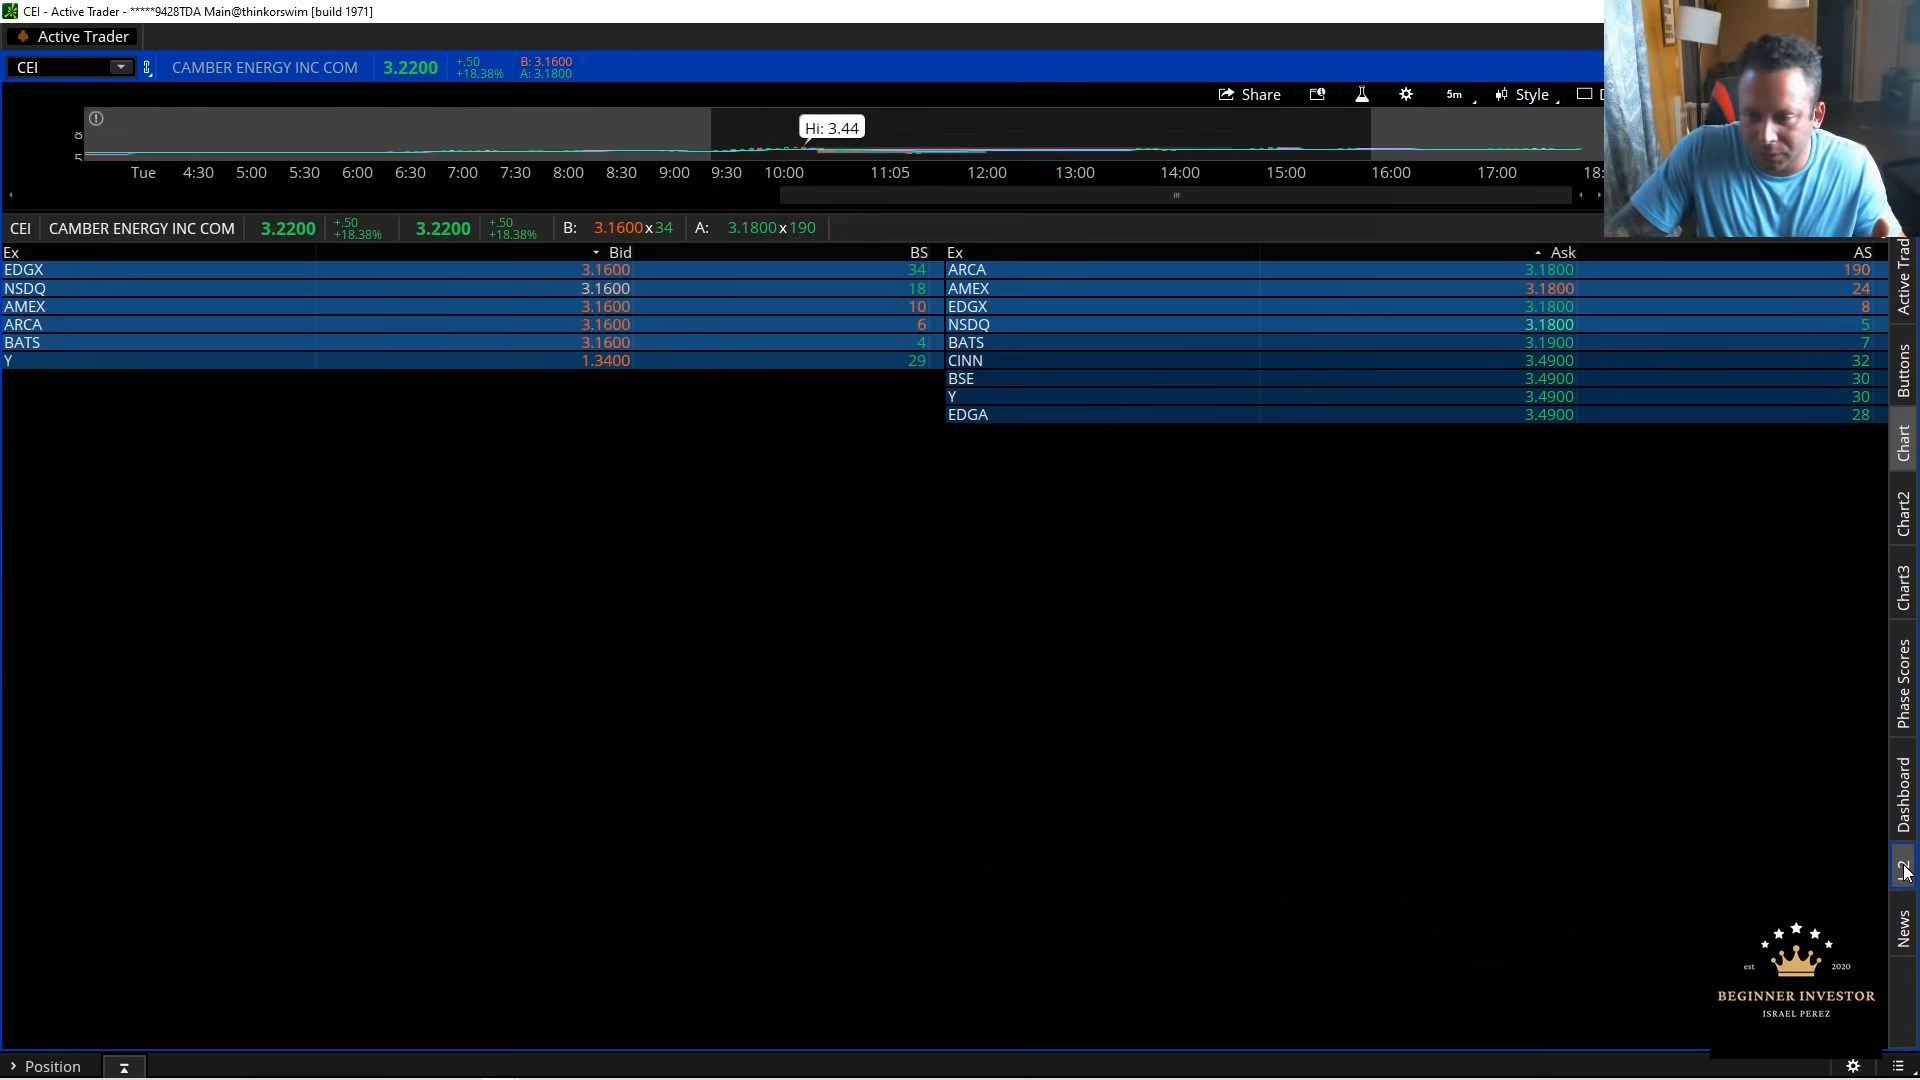 CEI - Active Trader - *****9428TDA Main@thinkorswim [build 1971]
Active Trader
CEI CAMBER ENERGY INC COM 3.2200 +.50 +18.38% B: 3.1600 A: 3.1800
Share 5m Style
Hi: 3.44
Tue 4:30 5:00 5:30 6:00 6:30 7:00 7:30 8:00 8:30 9:00 9:30 10:00 11:05 12:00 13:00 14:00 15:00 16:00 17:00
CEI CAMBER ENERGY INC COM 3.2200 +.50 +18.38% 3.2200 +.50 +18.38% B: 3.1600x34 A: 3.1800x190
Ex Bid BS Ex Ask AS
EDGX 3.1600 34 ARCA 3.1800 190
NSDQ 3.1600 18 AMEX 3.1800 24
AMEX 3.1600 10 EDGX 3.1800 8
ARCA 3.1600 6 NSDQ 3.1800 5
BATS 3.1600 4 BATS 3.1900 7
Y 1.3400 29 CINN 3.4900 32
BSE 3.4900 30
Y 3.4900 30
EDGA 3.4900 28
Active Trad
Buttons
Chart
Chart2
Chart3
Phase Scores
Dashboard
News
est 2020
BEGINNER INVESTOR
ISRAEL PEREZ
Position